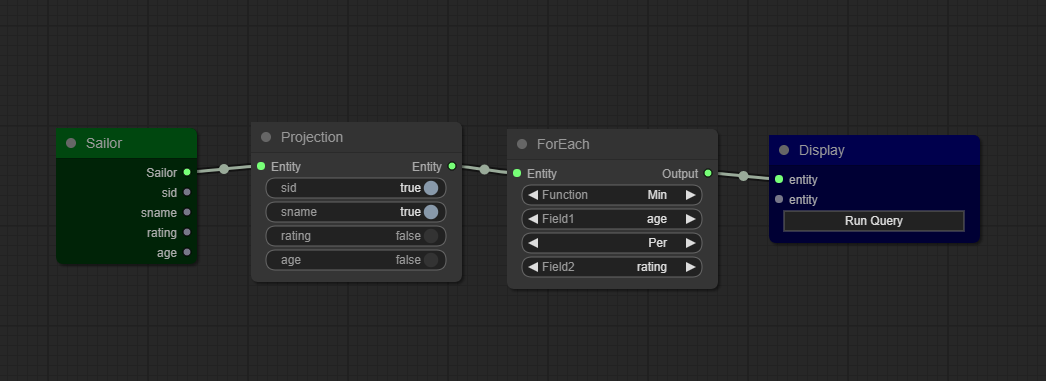 Sailor
Sailor
sid
sname
rating
age
Projection
Entity Entity
sid true
sname true
rating false
age false
ForEach
Entity Output
Function Min
Field1 age
Per
Field2 rating
Display
entity
entity
Run Query